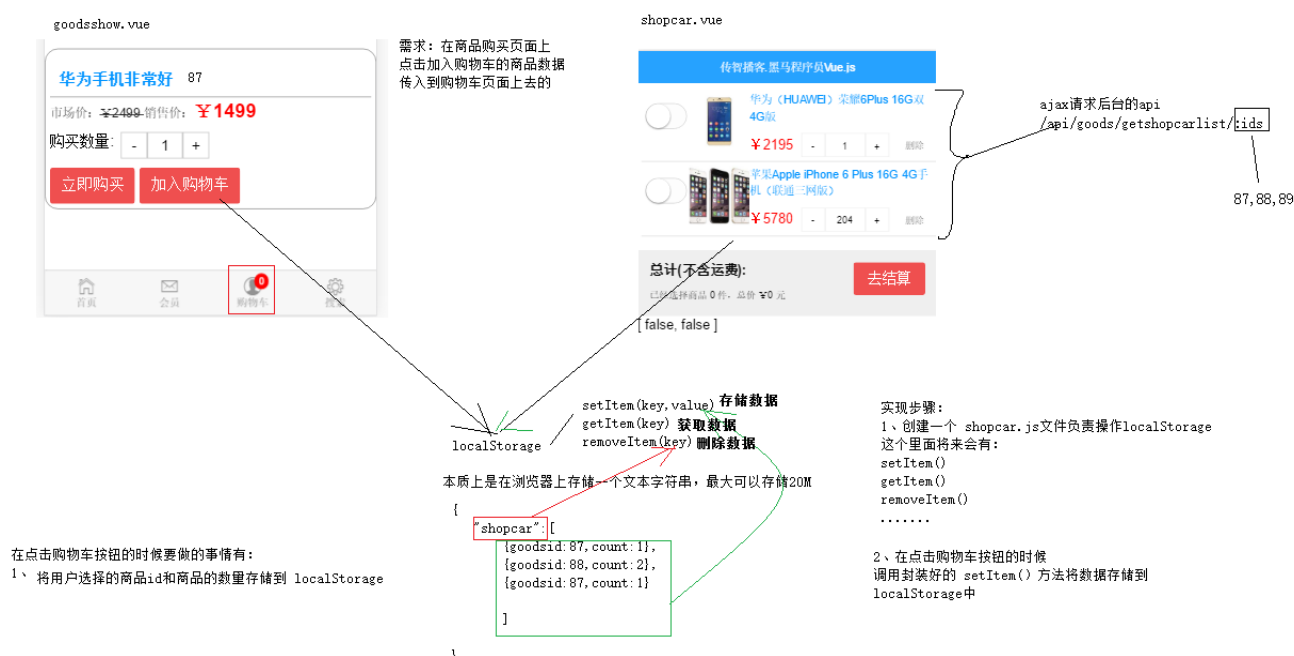 goodsshow.vue
华为手机非常好 87
市场价：￥2499 销售价：￥1499
购买数量： - 1 +
立即购买 加入购物车
首页 会员 购物车 0 搜索
需求：在商品购买页面上
点击加入购物车的商品数据
传入到购物车页面上去的
shopcar.vue
传智播客.黑马程序员Vue.js
华为（HUAWEI）荣耀6Plus 16G双
4G版
￥2195 - 1 + 删除
苹果Apple iPhone 6 Plus 16G 4G手
机（联通三网版）
￥5780 - 204 + 删除
总计(不含运费):
已经选择商品 0 件，总价 ￥0 元
去结算
[ false, false ]
ajax请求后台的api
/api/goods/getshopcarlist/:ids
87,88,89
localStorage
setItem(key,value) 存储数据
getItem(key) 获取数据
removeItem(key) 删除数据
本质上是在浏览器上存储一个文本字符串，最大可以存储20M
{
"shopcar":[
{goodsid:87,count:1},
{goodsid:88,count:2},
{goodsid:87,count:1}
]
在点击购物车按钮的时候要做的事情有：
1、 将用户选择的商品id和商品的数量存储到 localStorage
实现步骤：
1、创建一个 shopcar.js文件负责操作localStorage
这个里面将来会有：
setItem()
getItem()
removeItem()
.......
2、在点击购物车按钮的时候
调用封装好的 setItem() 方法将数据存储到
localStorage中